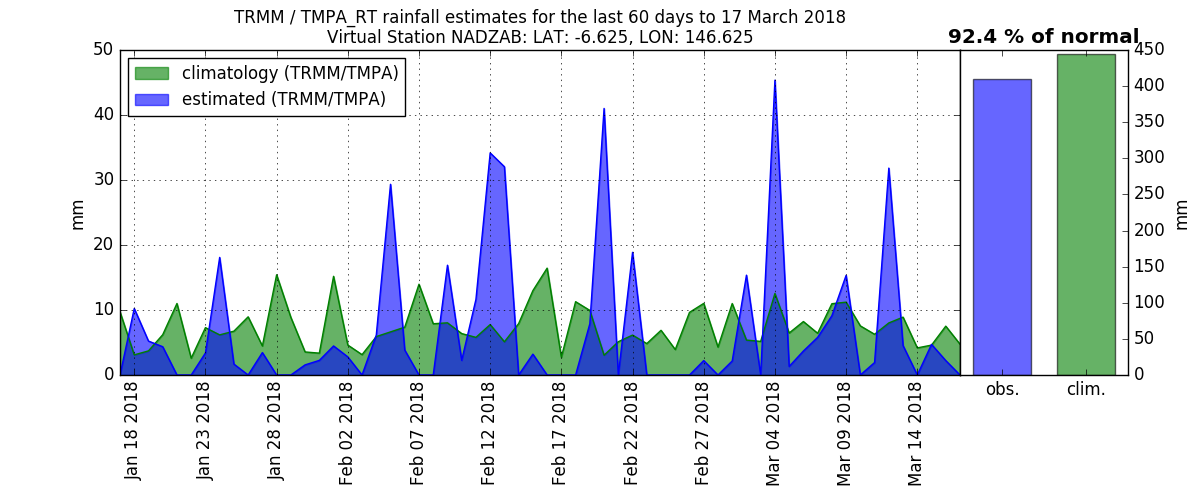 TRMM / TMPA_RT rainfall estimates for the last 60 days to 17 March 2018
Virtual Station NADZAB: LAT: -6.625, LON: 146.625
92.4 % of normal
climatology (TRMM/TMPA)
estimated (TRMM/TMPA)
50
40
30
20
10
0
mm
Jan 18 2018
Jan 23 2018
Jan 28 2018
Feb 02 2018
Feb 07 2018
Feb 12 2018
Feb 17 2018
Feb 22 2018
Feb 27 2018
Mar 04 2018
Mar 09 2018
Mar 14 2018
obs.
clim.
450
400
350
300
250
200
150
100
50
0
mm